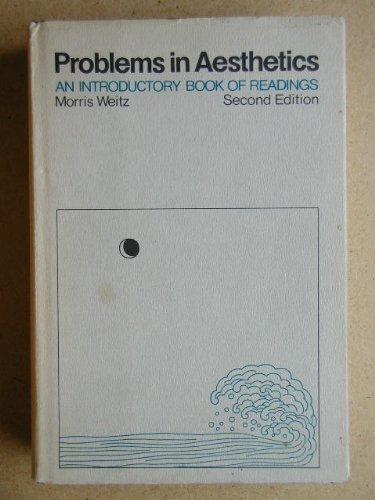 Problems in Aesthetics
AN INTRODUCTORY BOOK OF READINGS
Morris Weitz Second Edition